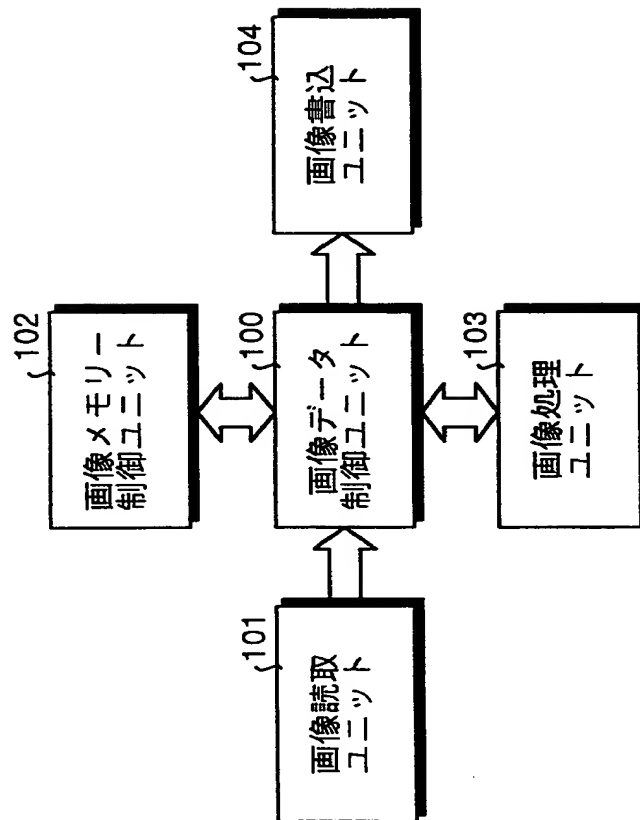 102
画像メモリー
制御ユニット
101
画像読取
ユニット
100
画像データ
制御ユニット
104
画像書込
ユニット
103
画像処理
ユニット